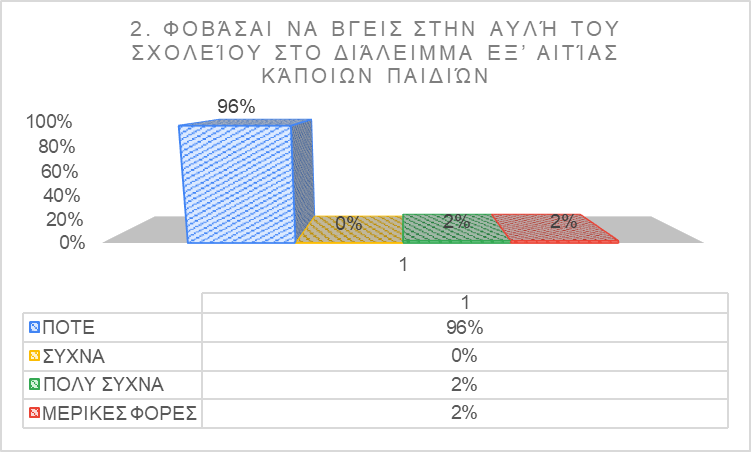 2. ΦΟΒΆΣΑΙ ΝΑ ΒΓΕΙΣ ΣΤΗΝ ΑΥΛΉ ΤΟΥ
ΣΧΟΛΕΊΟΥ ΣΤΟ ΔΙΆΛΕΙΜΜΑ ΕΞ’ ΑΙΤΊΑΣ
ΚΆΠΟΙΩΝ ΠΑΙΔΙΏΝ
96%
100%
80%
60%
40%
20%
0%
0%
2%
2%
1
1
ΠΟΤΕ 96%
ΣΥΧΝΑ 0%
ΠΟΛΥ ΣΥΧΝΑ 2%
ΜΕΡΙΚΕΣ ΦΟΡΕΣ 2%